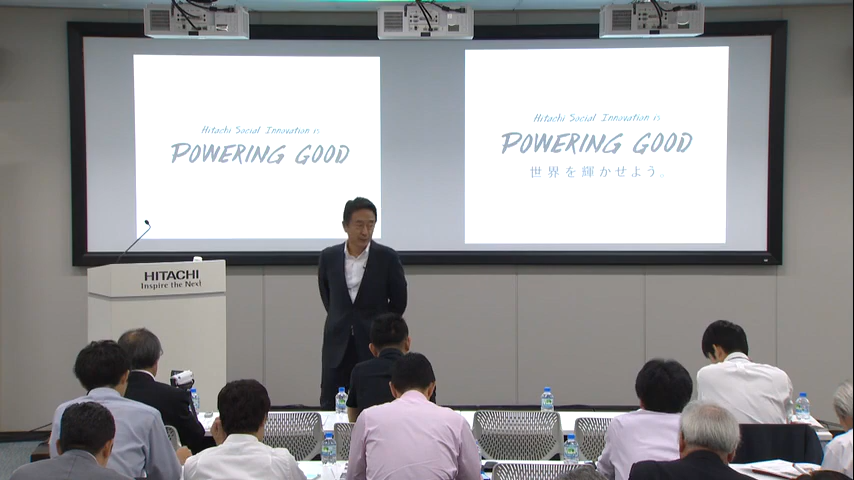 Hitachi Social Innovation is
POWERING GOOD
Hitachi Social Innovation is
POWERING GOOD
世界を輝かせよう。
HITACHI
Inspire the Next